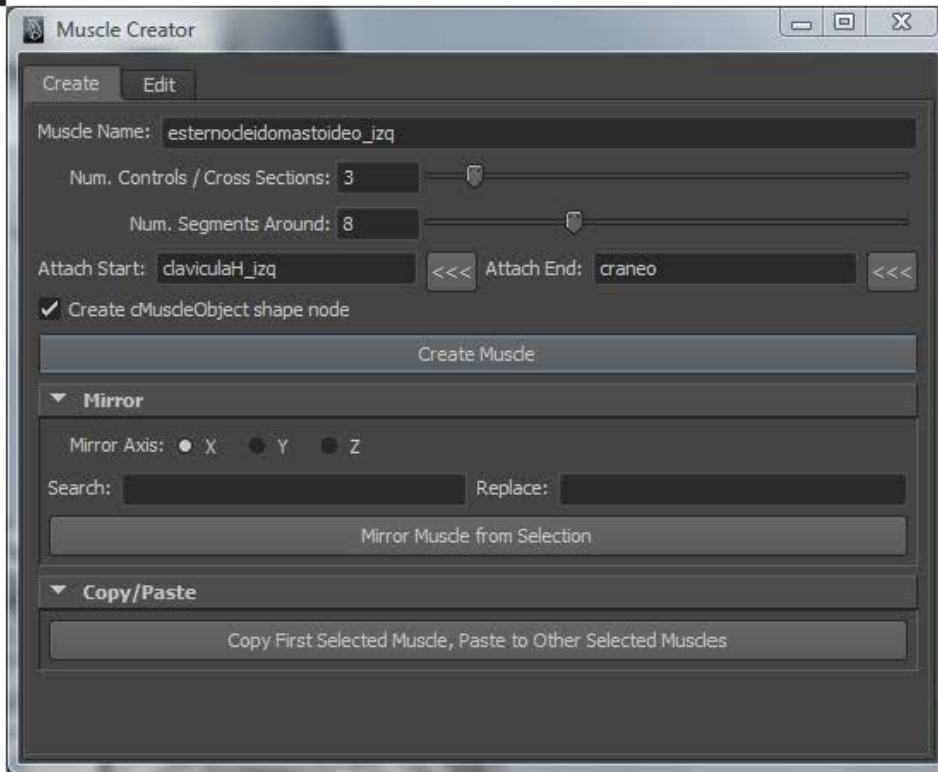 Muscle Creator
Create Edit
Muscle Name: esternocleidomastoideo_izq
Num. Controls / Cross Sections: 3
Num. Segments Around: 8
Attach Start: claviculaH_izq <<< Attach End: craneo <<<
Create cMuscleObject shape node
Create Muscle
Mirror
Mirror Axis: X Y Z
Search: Replace:
Mirror Muscle from Selection
Copy/Paste
Copy First Selected Muscle, Paste to Other Selected Muscles